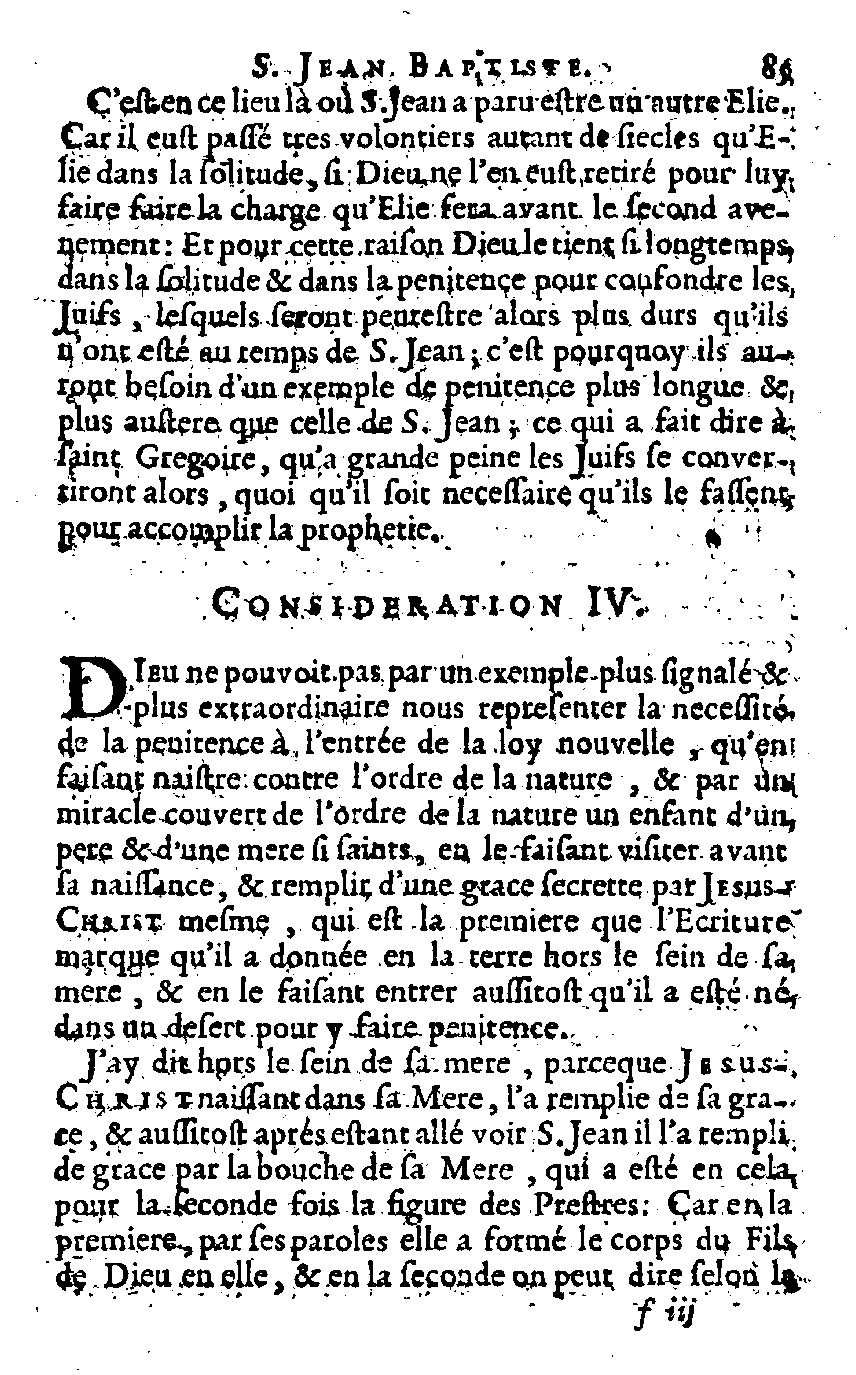 S. JEAN BAPTISTE. 85
C'est en ce lieu là où S. Jean a paru estre un autre Elie.
Car il eust passé tres volontiers autant de siecles qu'E-
lie dans la solitude, si Dieu ne l'en eust retiré pour luy
faire faire la charge qu'Elie fera avant le second ave-
nement: Et pour cette raison Dieu le tient si longtemps
dans la solitude & dans la penitence pour confondre les
Juifs, lesquels seront peutestre alors plus durs qu'ils
n'ont esté au temps de S. Jean; c'est pourquoy ils au-
ront besoin d'un exemple de penitence plus longue &
plus austere que celle de S. Jean; ce qui a fait dire à
saint Gregoire, qu'a grande peine les Juifs se conver-
tiront alors, quoi qu'il soit necessaire qu'ils le fassent
pour accomplir la prophetie.
CONSIDERATION IV.
DIEU ne pouvoit pas par un exemple plus signalé &
plus extraordinaire nous representer la necessité
de la penitence à l'entrée de la loy nouvelle, qu'en
faisant naistre contre l'ordre de la nature, & par un
miracle couvert de l'ordre de la nature un enfant d'un
pere & d'une mere si saints, en le faisant visiter avant
sa naissance, & remplir d'une grace secrette par JESUS-
CHRIST mesme, qui est la premiere que l'Ecriture
marque qu'il a donnée en la terre hors le sein de sa
mere, & en le faisant entrer aussitost qu'il a esté né,
dans un desert pour y faire penitence.
J'ay dit hors le sein de sa mere, parceque JESUS-
CHRIST naissant dans sa Mere, l'a remplie de sa gra-
ce, & aussitost aprés estant allé voir S. Jean il l'a rempli
de grace par la bouche de sa Mere, qui a esté en cela
pour la seconde fois la figure des Prestres: Car en la
premiere, par ses paroles elle a formé le corps du Fils
de Dieu en elle, & en la seconde on peut dire selon la
f iij